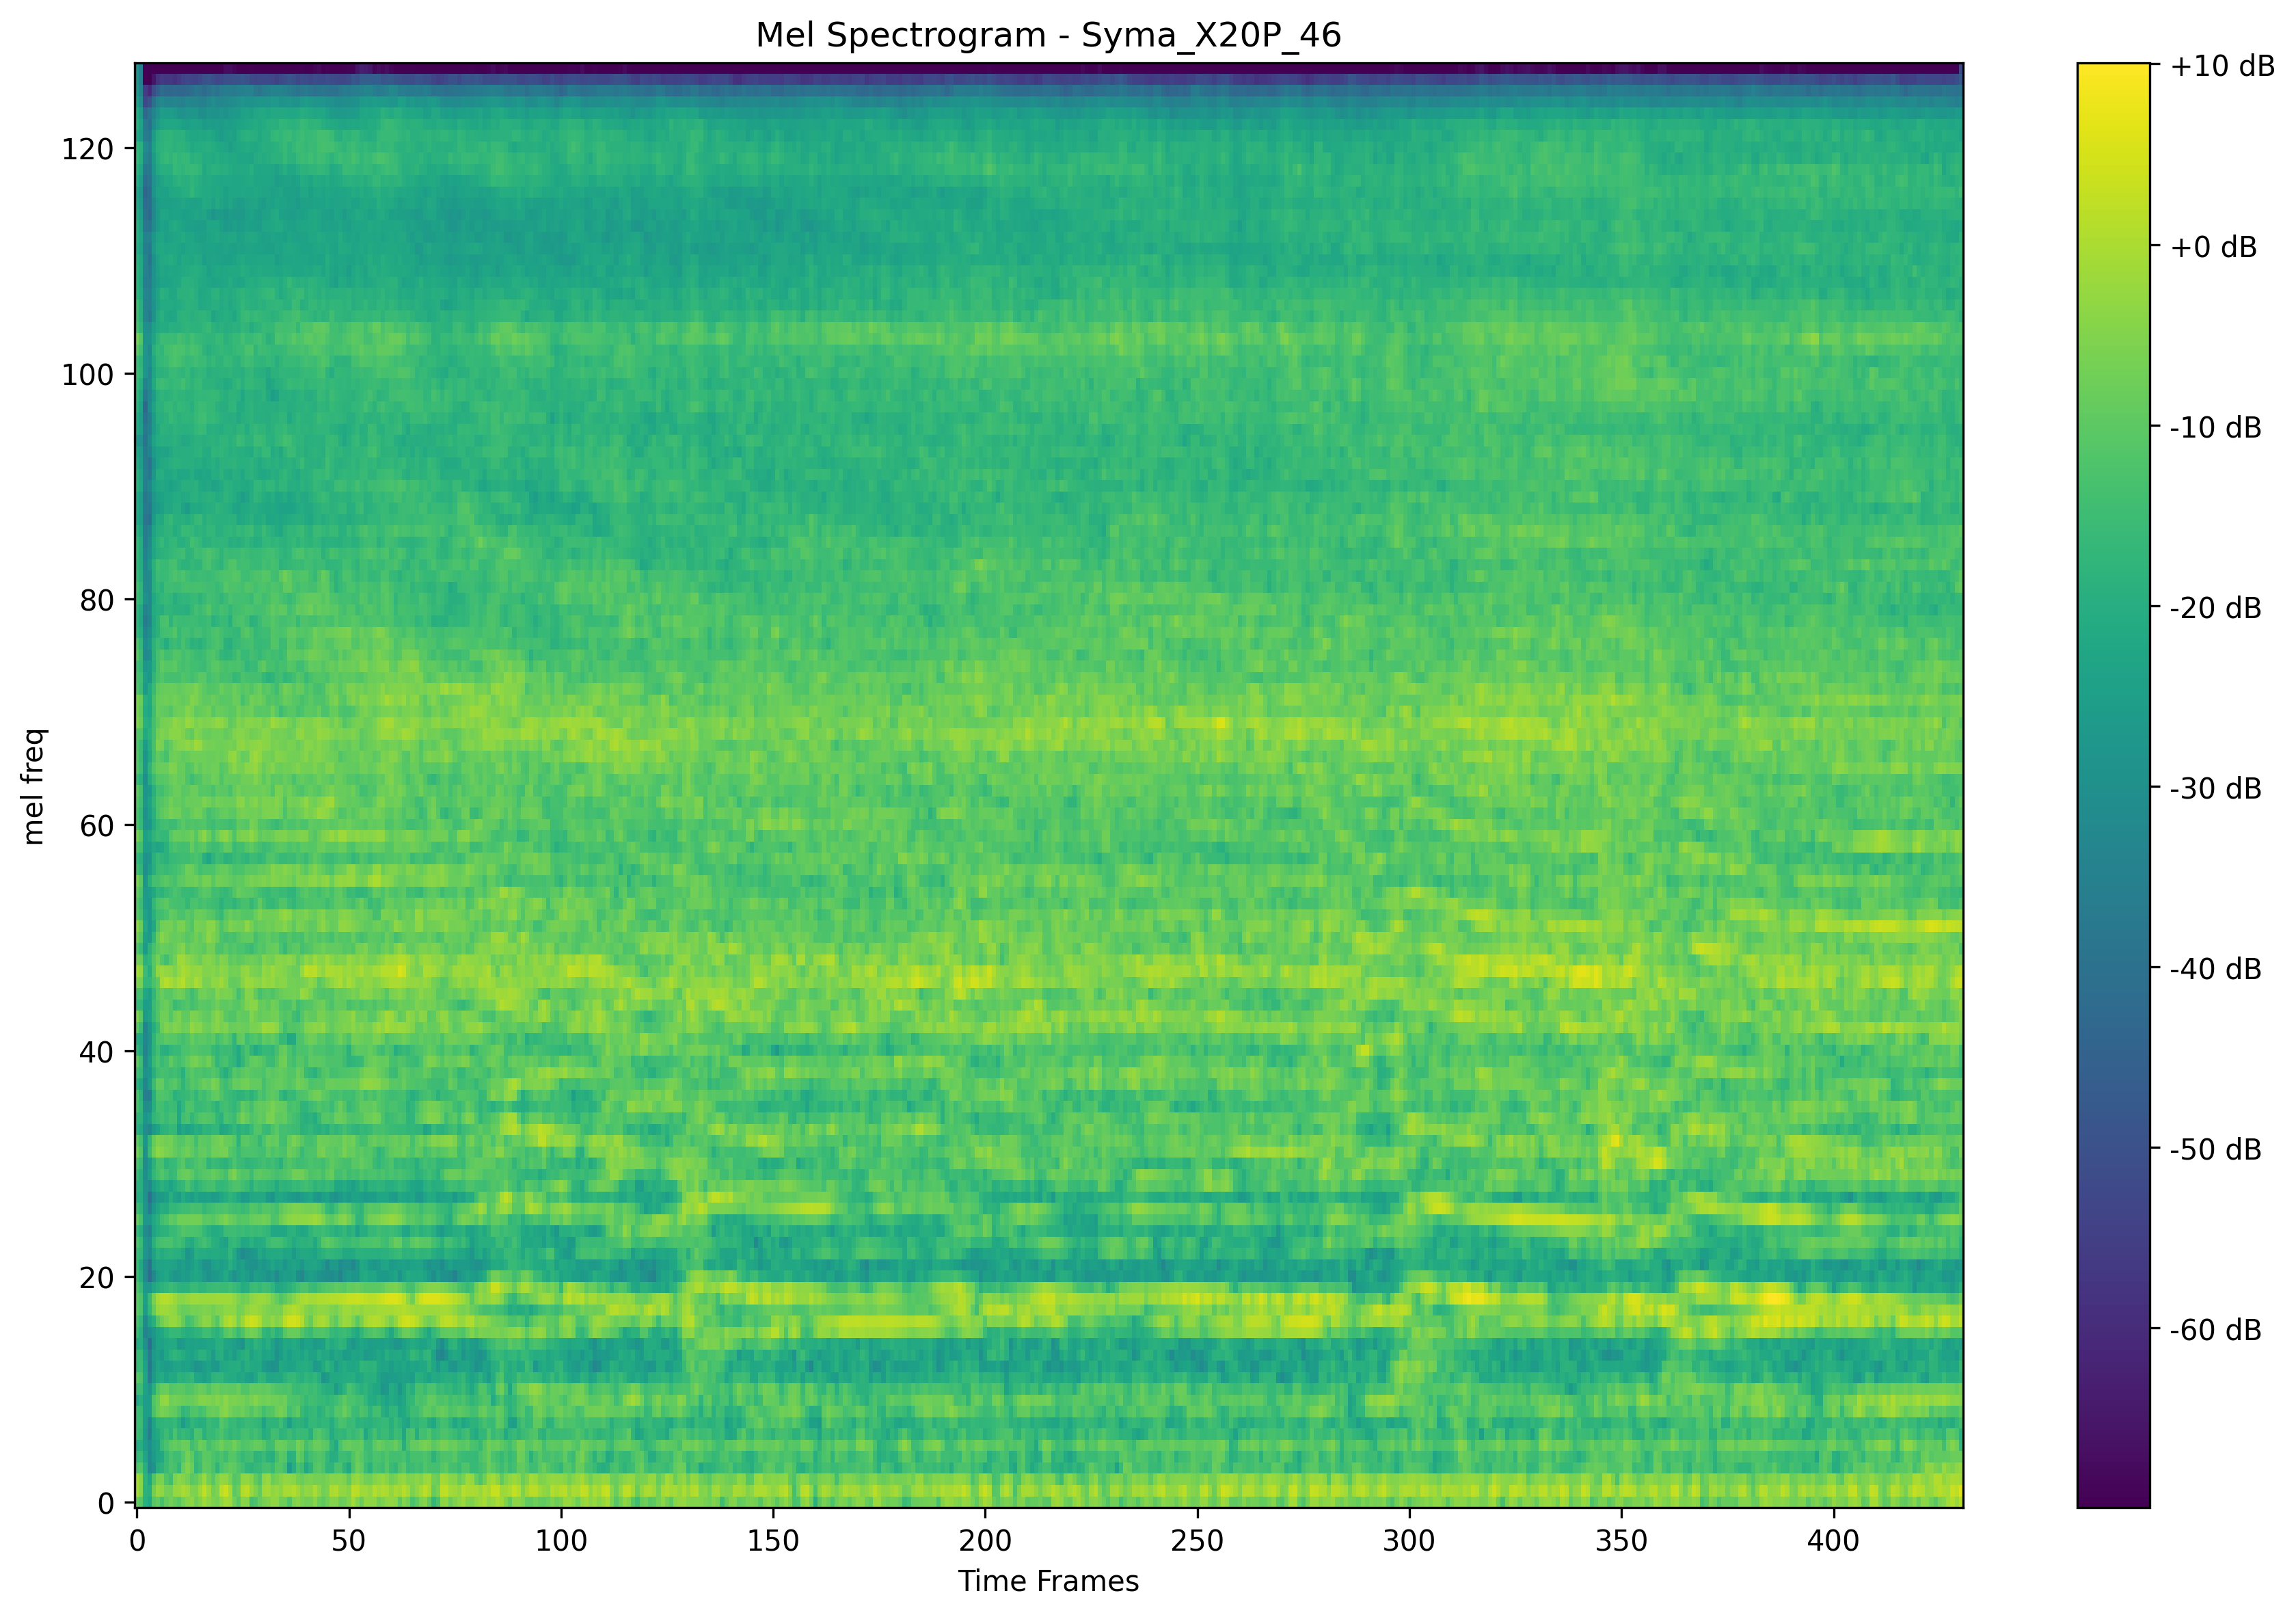 Mel Spectrogram - Syma_X20P_46
mel freq
120
100
80
60
40
20
0
0 50 100 150 200 250 300 350 400
Time Frames
+10 dB
+0 dB
-10 dB
-20 dB
-30 dB
-40 dB
-50 dB
-60 dB